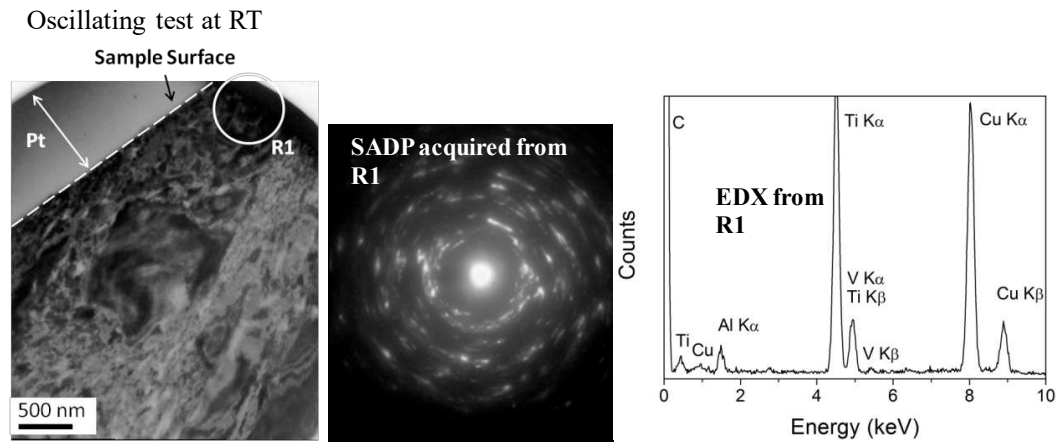 Oscillating test at RT
Sample Surface
Pt
R1
500 nm
SADP acquired from
R1
C
Ti Kα
Cu Kα
EDX from
R1
V Kα
Ti Kβ
Cu Kβ
Ti
Cu
Al Kα
V Kβ
Counts
0 2 4 6 8 10
Energy (keV)